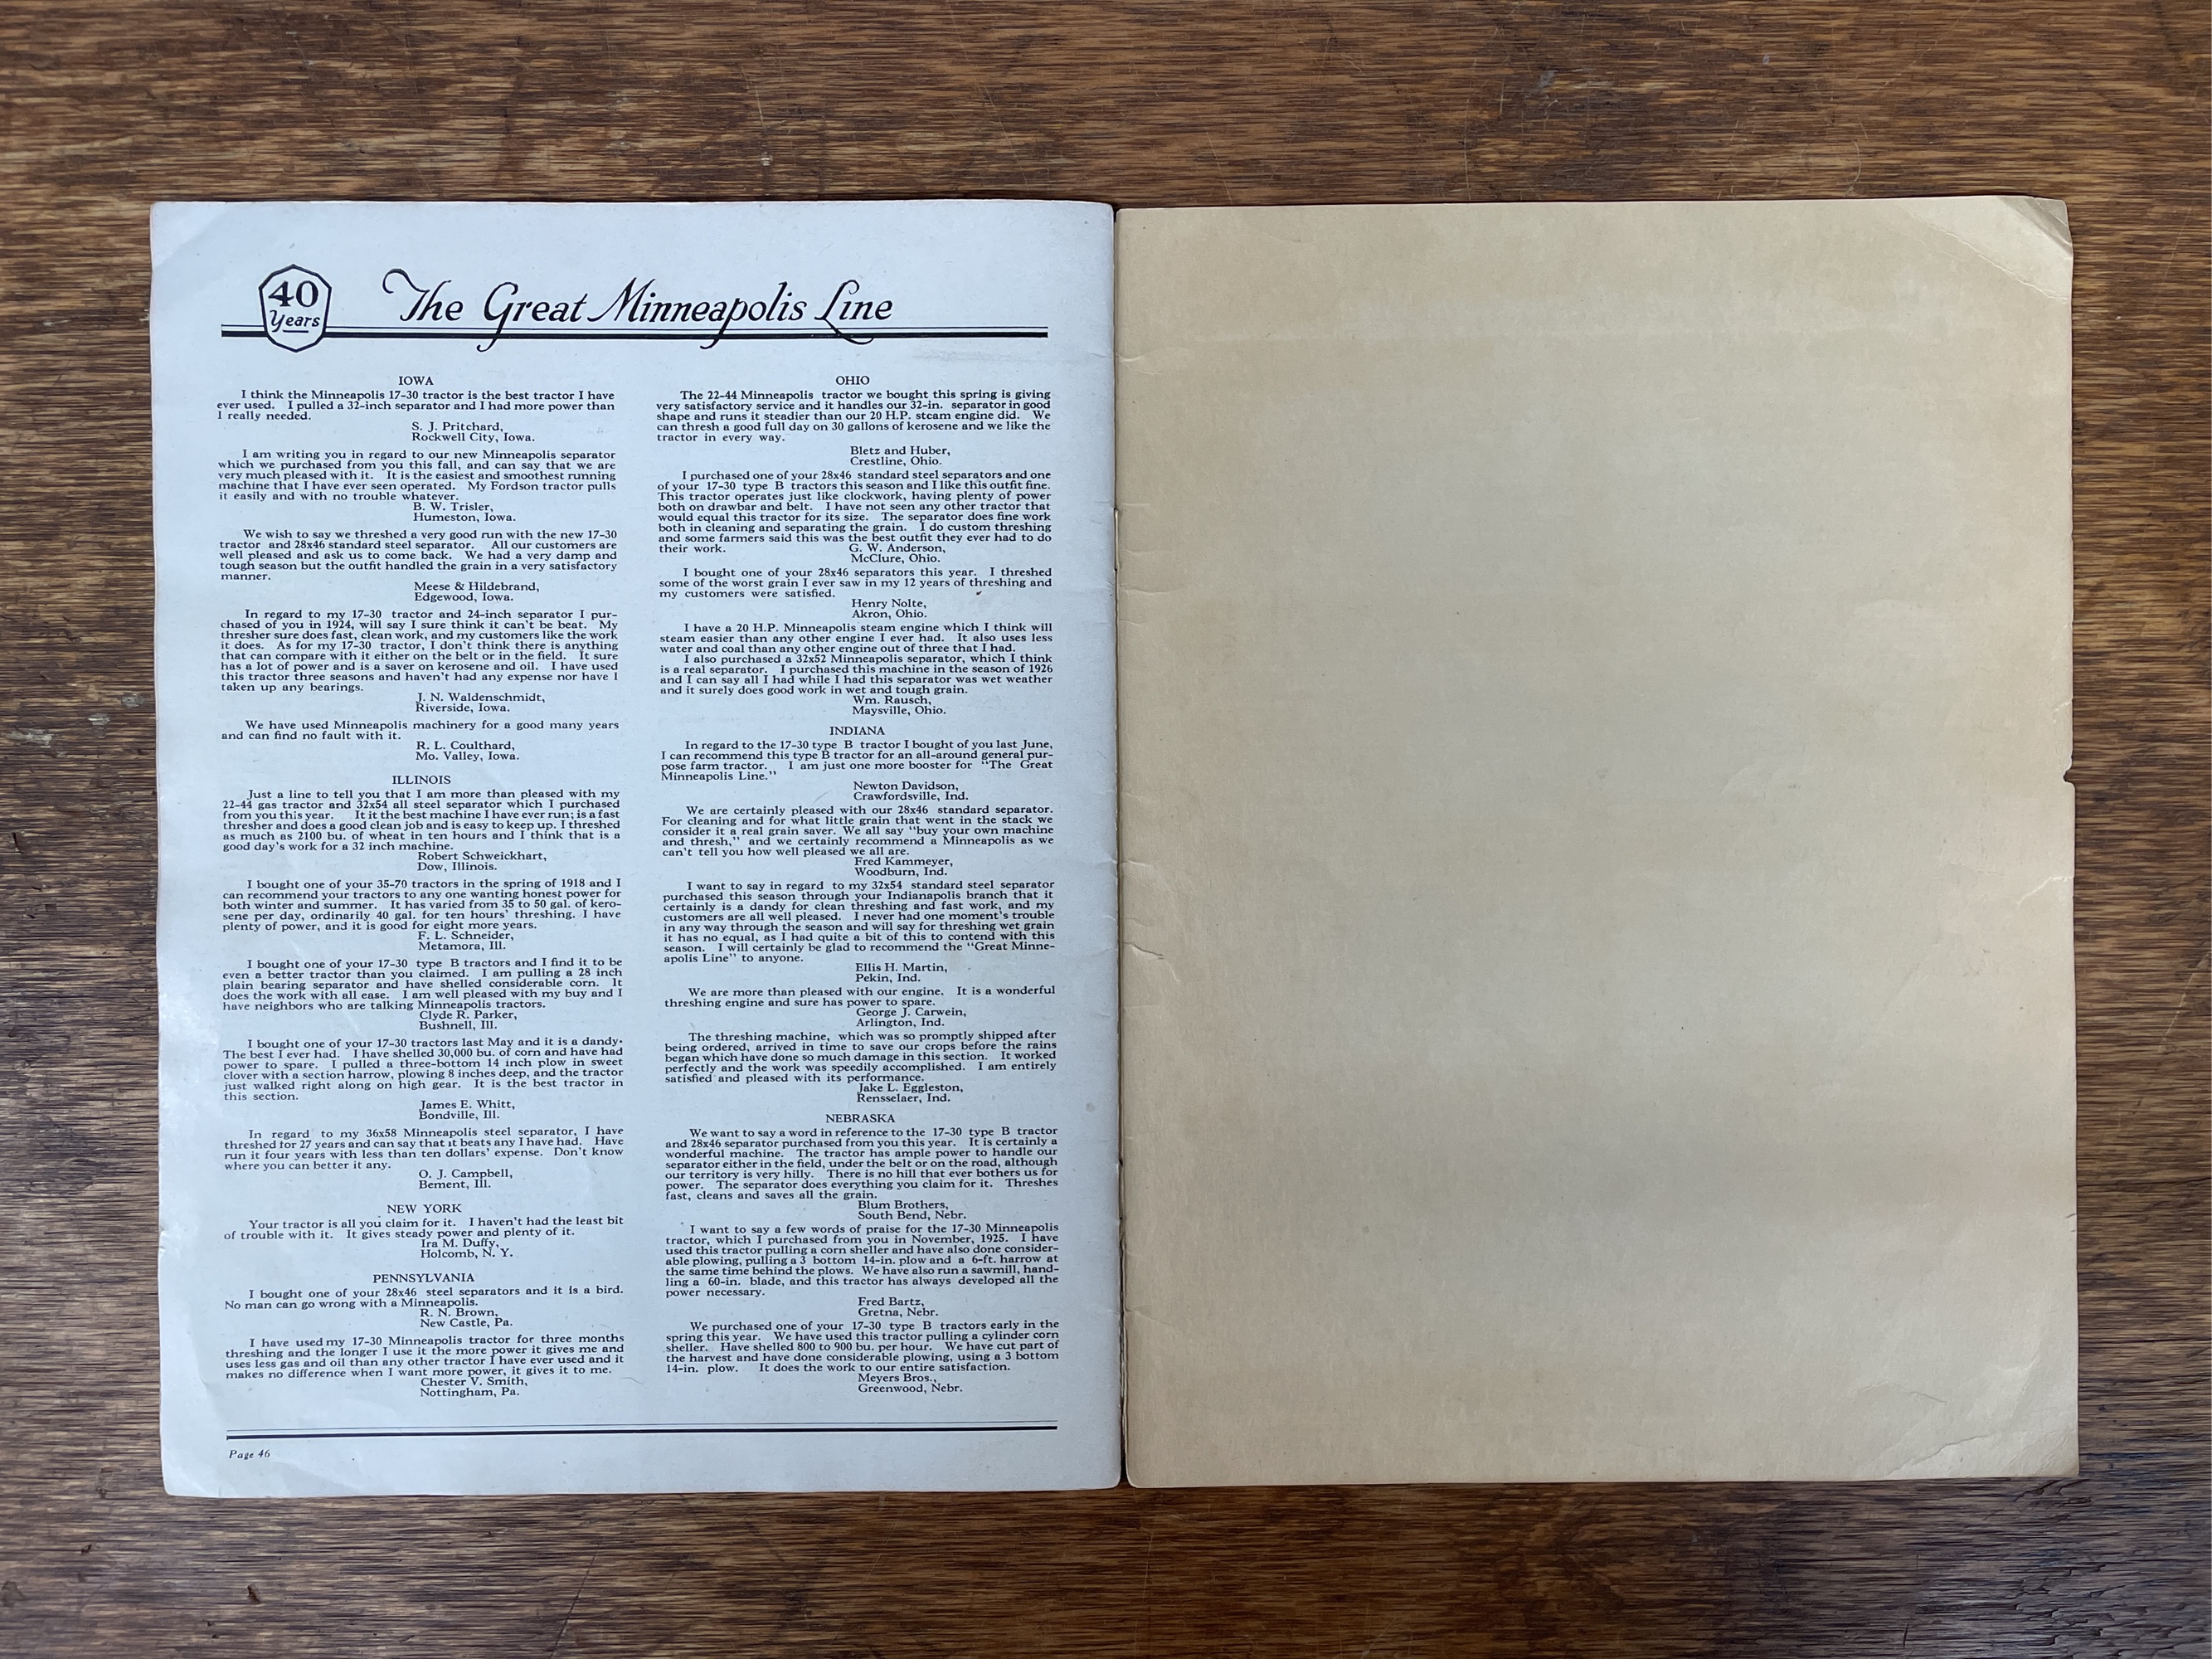 40
Years
The Great Minneapolis Line
IOWA
I think the Minneapolis 17-30 tractor is the best tractor I have
ever used. I pulled a 32-inch separator and I had more power than
I really needed.
S. J. Pritchard,
Rockwell City, Iowa.
I am writing you in regard to our new Minneapolis separator
which we purchased from you this fall, and can say that we are
very much pleased with it. It is the easiest and smoothest running
machine that I have ever seen operated. My Fordson tractor pulls
it easily and with no trouble whatever.
B. W. Trisler,
Humeston, Iowa.
We wish to say we threshed a very good run with the new 17-30
tractor and 28x46 standard steel separator. All our customers are
well pleased and ask us to come back. We had a very damp and
tough season but the outfit handled the grain in a very satisfactory
manner.
Meese & Hildebrand,
Edgewood, Iowa.
In regard to my 17-30 tractor and 24-inch separator I pur-
chased of you in 1924, will say I sure think it can't be beat. My
thresher sure does fast, clean work, and my customers like the work
it does. As for my 17-30 tractor, I don't think there is anything
that can compare with it either on the belt or in the field. It sure
has a lot of power and is a saver on kerosene and oil. I have used
this tractor three seasons and haven't had any expense nor have I
taken up any bearings.
J. N. Waldenschmidt,
Riverside, Iowa.
We have used Minneapolis machinery for a good many years
and can find no fault with it.
R. L. Coulthard,
Mo. Valley, Iowa.
ILLINOIS
Just a line to tell you that I am more than pleased with my
22-44 gas tractor and 32x54 all steel separator which I purchased
from you this year. It it the best machine I have ever run; is a fast
thresher and does a good clean job and is easy to keep up. I threshed
as much as 2100 bu. of wheat in ten hours and I think that is a
good day's work for a 32 inch machine.
Robert Schweickhart,
Dow, Illinois.
I bought one of your 35-70 tractors in the spring of 1918 and I
can recommend your tractors to any one wanting honest power for
both winter and summer. It has varied from 35 to 50 gal. of kero-
sene per day, ordinarily 40 gal. for ten hours' threshing. I have
plenty of power, and it is good for eight more years.
F. L. Schneider,
Metamora, Ill.
I bought one of your 17-30 type B tractors and I find it to be
even a better tractor than you claimed. I am pulling a 28 inch
plain bearing separator and have shelled considerable corn. It
does the work with all ease. I am well pleased with my buy and I
have neighbors who are talking Minneapolis tractors.
Clyde R. Parker,
Bushnell, Ill.
I bought one of your 17-30 tractors last May and it is a dandy.
The best I ever had. I have shelled 30,000 bu. of corn and have had
power to spare. I pulled a three-bottom 14 inch plow in sweet
clover with a section harrow, plowing 8 inches deep, and the tractor
just walked right along on high gear. It is the best tractor in
this section.
James E. Whitt,
Bondville, Ill.
In regard to my 36x58 Minneapolis steel separator, I have
threshed for 27 years and can say that it beats any I have had. Have
run it four years with less than ten dollars' expense. Don't know
where you can better it any.
O. J. Campbell,
Bement, Ill.
NEW YORK
Your tractor is all you claim for it. I haven't had the least bit
of trouble with it. It gives steady power and plenty of it.
Ira M. Duffy,
Holcomb, N. Y.
PENNSYLVANIA
I bought one of your 28x46 steel separators and it is a bird.
No man can go wrong with a Minneapolis.
R. N. Brown,
New Castle, Pa.
I have used my 17-30 Minneapolis tractor for three months
threshing and the longer I use it the more power it gives me and
uses less gas and oil than any other tractor I have ever used and it
makes no difference when I want more power, it gives it to me.
Chester V. Smith,
Nottingham, Pa.
OHIO
The 22-44 Minneapolis tractor we bought this spring is giving
very satisfactory service and it handles our 32-in. separator in good
shape and runs it steadier than our 20 H.P. steam engine did. We
can thresh a good full day on 30 gallons of kerosene and we like the
tractor in every way.
Bletz and Huber,
Crestline, Ohio.
I purchased one of your 28x46 standard steel separators and one
of your 17-30 type B tractors this season and I like this outfit fine.
This tractor operates just like clockwork, having plenty of power
both on drawbar and belt. I have not seen any other tractor that
would equal this tractor for its size. The separator does fine work
both in cleaning and separating the grain. I do custom threshing
and some farmers said this was the best outfit they ever had to do
their work. G. W. Anderson,
McClure, Ohio.
I bought one of your 28x46 separators this year. I threshed
some of the worst grain I ever saw in my 12 years of threshing and
my customers were satisfied.
Henry Nolte,
Akron, Ohio.
I have a 20 H.P. Minneapolis steam engine which I think will
steam easier than any other engine I ever had. It also uses less
water and coal than any other engine out of three that I had.
I also purchased a 32x52 Minneapolis separator, which I think
is a real separator. I purchased this machine in the season of 1926
and I can say all I had while I had this separator was wet weather
and it surely does good work in wet and tough grain.
Wm. Rausch,
Maysville, Ohio.
INDIANA
In regard to the 17-30 type B tractor I bought of you last June,
I can recommend this type B tractor for an all-around general pur-
pose farm tractor. I am just one more booster for "The Great
Minneapolis Line."
Newton Davidson,
Crawfordsville, Ind.
We are certainly pleased with our 28x46 standard separator.
For cleaning and for what little grain that went in the stack we
consider it a real grain saver. We all say "buy your own machine
and thresh," and we certainly recommend a Minneapolis as we
can't tell you how well pleased we all are.
Fred Kammeyer,
Woodburn, Ind.
I want to say in regard to my 32x54 standard steel separator
purchased this season through your Indianapolis branch that it
certainly is a dandy for clean threshing and fast work, and my
customers are all well pleased. I never had one moment's trouble
in any way through the season and will say for threshing wet grain
it has no equal, as I had quite a bit of this to contend with this
season. I will certainly be glad to recommend the "Great Minne-
apolis Line" to anyone.
Ellis H. Martin,
Pekin, Ind.
We are more than pleased with our engine. It is a wonderful
threshing engine and sure has power to spare.
George J. Carwein,
Arlington, Ind.
The threshing machine, which was so promptly shipped after
being ordered, arrived in time to save our crops before the rains
began which have done so much damage in this section. It worked
perfectly and the work was speedily accomplished. I am entirely
satisfied and pleased with its performance.
Jake L. Eggleston,
Rensselaer, Ind.
NEBRASKA
We want to say a word in reference to the 17-30 type B tractor
and 28x46 separator purchased from you this year. It is certainly a
wonderful machine. The tractor has ample power to handle our
separator either in the field, under the belt or on the road, although
our territory is very hilly. There is no hill that ever bothers us for
power. The separator does everything you claim for it. Threshes
fast, cleans and saves all the grain.
Blum Brothers,
South Bend, Nebr.
I want to say a few words of praise for the 17-30 Minneapolis
tractor, which I purchased from you in November, 1925. I have
used this tractor pulling a corn sheller and have also done consider-
able plowing, pulling a 3 bottom 14-in. plow and a 6-ft. harrow at
the same time behind the plows. We have also run a sawmill, hand-
ling a 60-in. blade, and this tractor has always developed all the
power necessary.
Fred Bartz,
Gretna, Nebr.
We purchased one of your 17-30 type B tractors early in the
spring this year. We have used this tractor pulling a cylinder corn
sheller. Have shelled 800 to 900 bu. per hour. We have cut part of
the harvest and have done considerable plowing, using a 3 bottom
14-in. plow. It does the work to our entire satisfaction.
Meyers Bros.,
Greenwood, Nebr.
Page 46